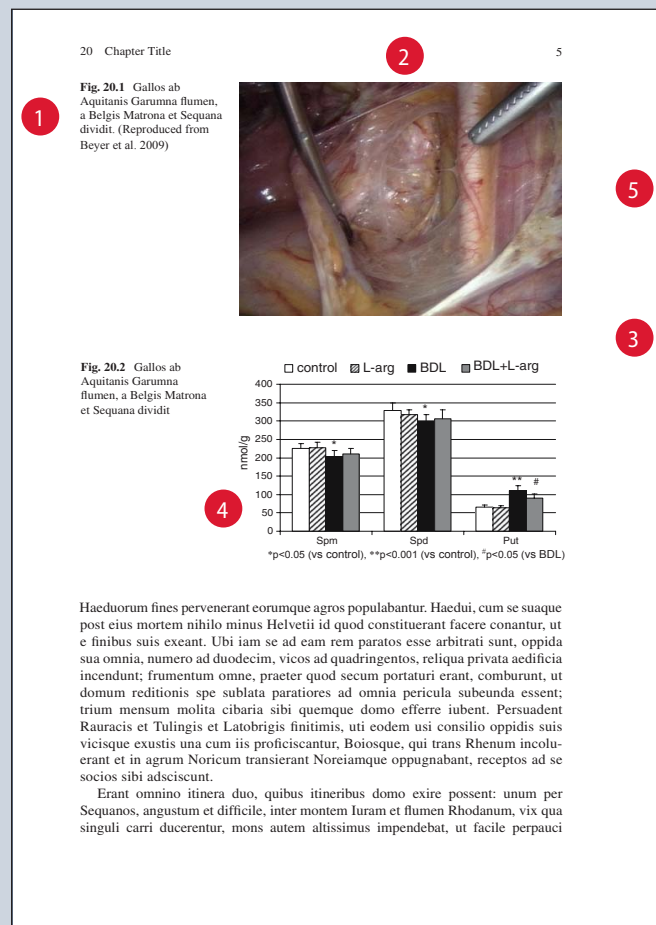 20 Chapter Title 5
2
Fig. 20.1 Gallos ab
Aquitanis Garumna flumen,
a Belgis Matrona et Sequana
dividit. (Reproduced from
Beyer et al. 2009)
1
5
3
Fig. 20.2 Gallos ab
Aquitanis Garumna
flumen, a Belgis Matrona
et Sequana dividit
control L-arg BDL BDL+L-arg
400
350
300
250
200
150
100
50
0
nmol/g
*
*
**
#
Spm Spd Put
*p<0.05 (vs control), **p<0.001 (vs control), #p<0.05 (vs BDL)
4
Haeduorum fines pervenerant eorumque agros populabantur. Haedui, cum se suaque
post eius mortem nihilo minus Helvetii id quod constituerant facere conantur, ut
e finibus suis exeant. Ubi iam se ad eam rem paratos esse arbitrati sunt, oppida
sua omnia, numero ad duodecim, vicos ad quadringentos, reliqua privata aedificia
incendunt; frumentum omne, praeter quod secum portaturi erant, comburunt, ut
domum reditionis spe sublata paratiores ad omnia pericula subeunda essent;
trium mensum molita cibaria sibi quemque domo efferre iubent. Persuadent
Rauracis et Tulingis et Latobrigis finitimis, uti eodem usi consilio oppidis suis
vicisque exustis una cum iis proficiscantur, Boiosque, qui trans Rhenum incolu-
erant et in agrum Noricum transierant Noreiamque oppugnabant, receptos ad se
socios sibi adsciscunt.
Erant omnino itinera duo, quibus itineribus domo exire possent: unum per
Sequanos, angustum et difficile, inter montem Iuram et flumen Rhodanum, vix qua
singuli carri ducerentur, mons autem altissimus impendebat, ut facile perpauci